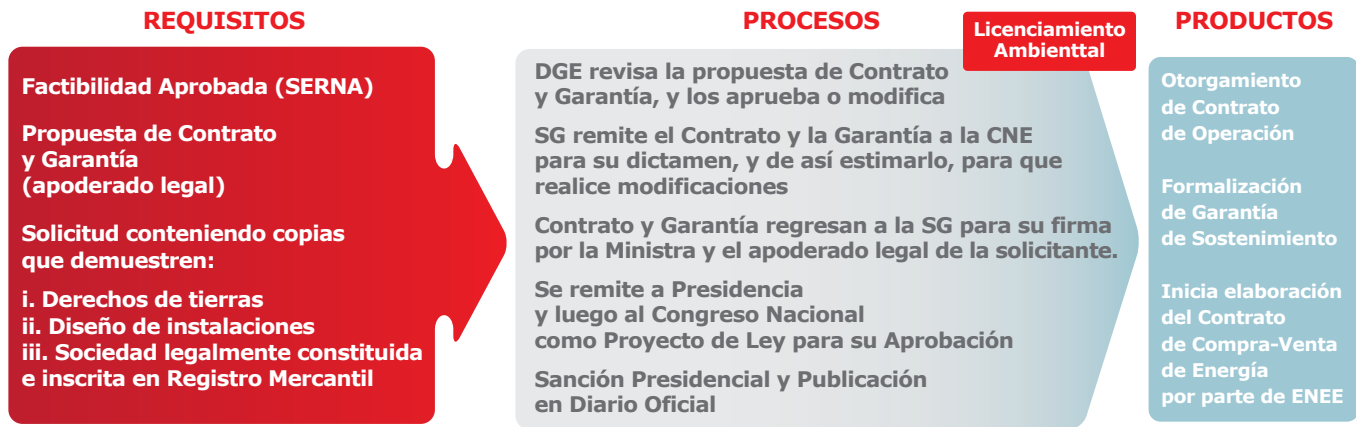 REQUISITOS
Factibilidad Aprobada (SERNA)
Propuesta de Contrato
y Garantía
(apoderado legal)
Solicitud conteniendo copias
que demuestren:
i. Derechos de tierras
ii. Diseño de instalaciones
iii. Sociedad legalmente constituida
e inscrita en Registro Mercantil
PROCESOS
Licenciamiento
Ambienttal
DGE revisa la propuesta de Contrato
y Garantía, y los aprueba o modifica
SG remite el Contrato y la Garantía a la CNE
para su dictamen, y de así estimarlo, para que
realice modificaciones
Contrato y Garantía regresan a la SG para su firma
por la Ministra y el apoderado legal de la solicitante.
Se remite a Presidencia
y luego al Congreso Nacional
como Proyecto de Ley para su Aprobación
Sanción Presidencial y Publicación
en Diario Oficial
PRODUCTOS
Otorgamiento
de Contrato
de Operación
Formalización
de Garantía
de Sostenimiento
Inicia elaboración
del Contrato
de Compra-Venta
de Energía
por parte de ENEE